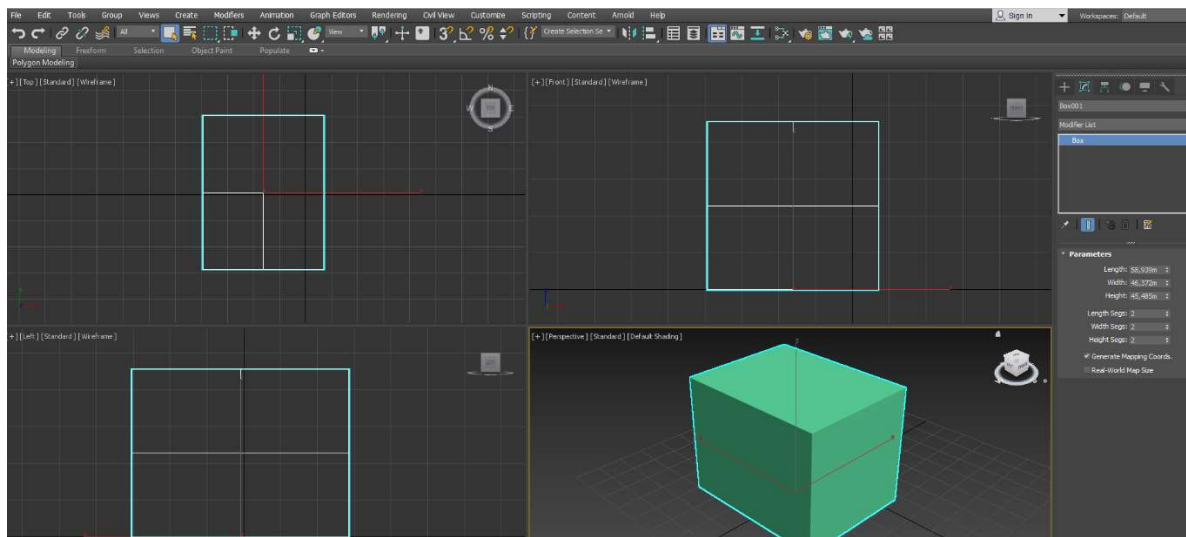 File Edit Tools Group Views Create Modifiers Animation Graph Editors Rendering Civil View Customize Scripting Content Arnold Help Sign In Workspaces: Default
All View Create Selection Se
Modeling Freeform Selection Object Paint Populate
Polygon Modeling
+ ] [Top ] [Standard ] [Wireframe ]
[+ ] [Front ] [Standard ] [Wireframe ]
Box001
Modifier List
Box
Parameters
Length: 58,939m
Width: 46,372m
Height: 45,485m
Length Segs: 2
Width Segs: 2
Height Segs: 2
Generate Mapping Coords.
Real-World Map Size
+ ] [Left ] [Standard ] [Wireframe ]
[+ ] [Perspective ] [Standard ] [Default Shading ]